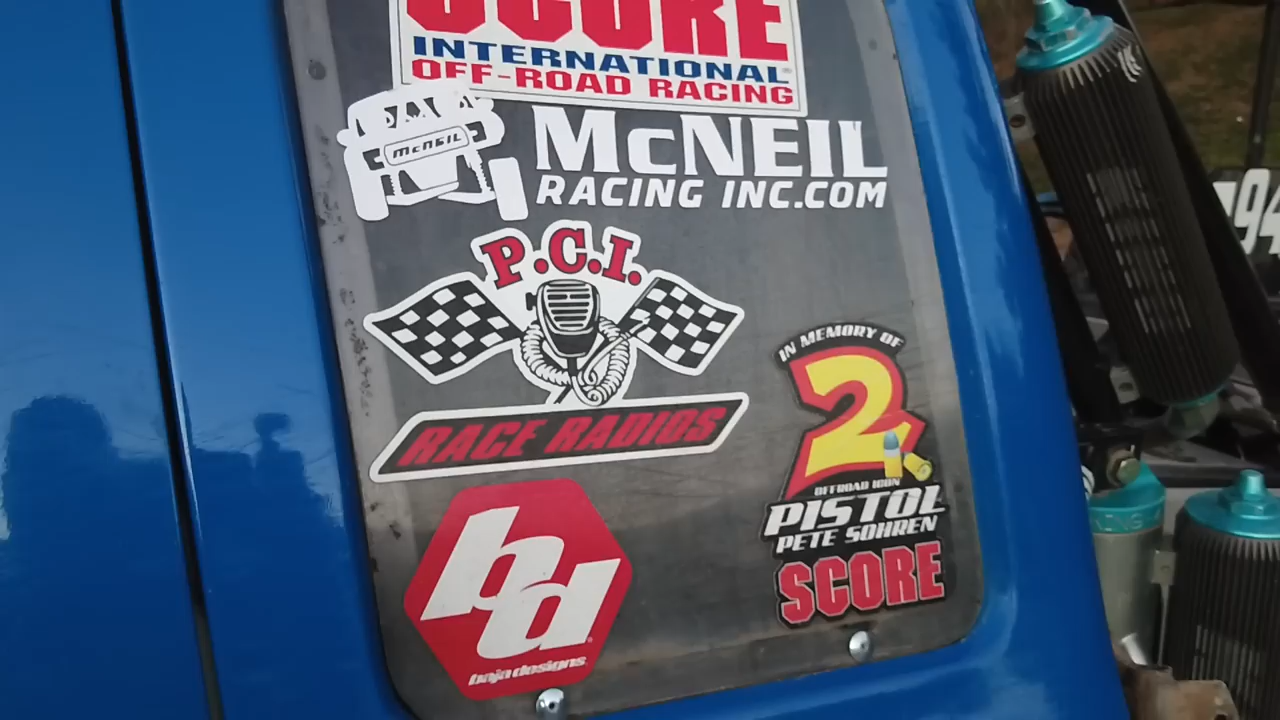 SCORE
INTERNATIONAL
OFF-ROAD RACING
McNEIL
McNEIL
RACING INC.COM
P.C.I.
RACE RADIOS
IN MEMORY OF
2
OFFROAD ICON
PISTOL
PETE SOHREN
SCORE
bd
baja designs
94